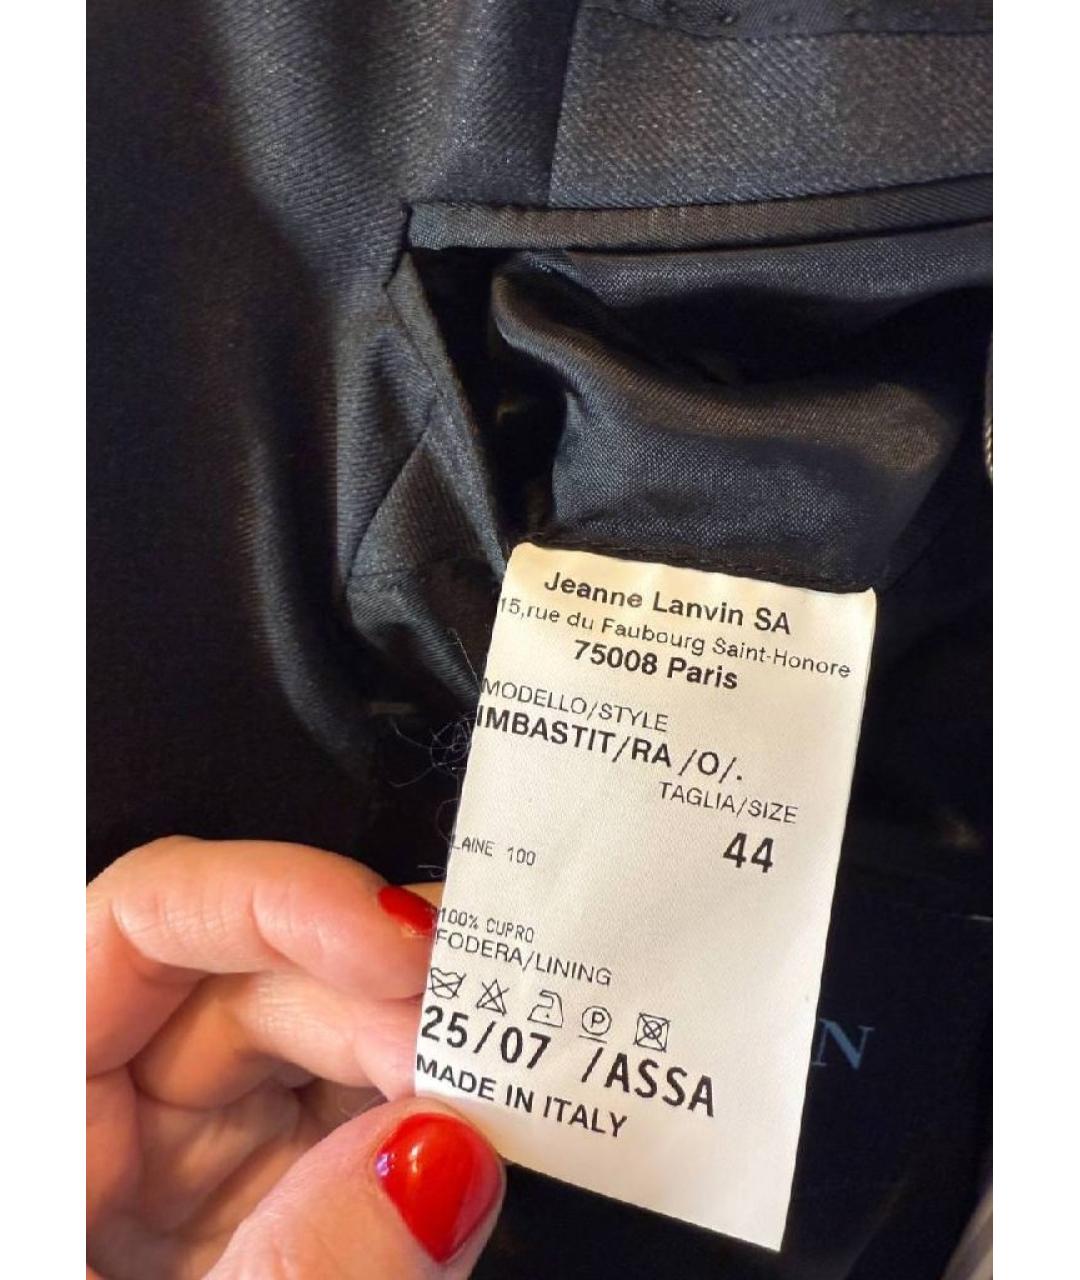 Jeanne Lanvin SA
15,rue du Faubourg Saint-Honore
75008 Paris
MODELLO/STYLE
IMBASTIT/RA /O/.
TAGLIA/SIZE
44
LAINE 100
100% CUPRO
FODERA/LINING
P
25/07 /ASSA
MADE IN ITALY
N